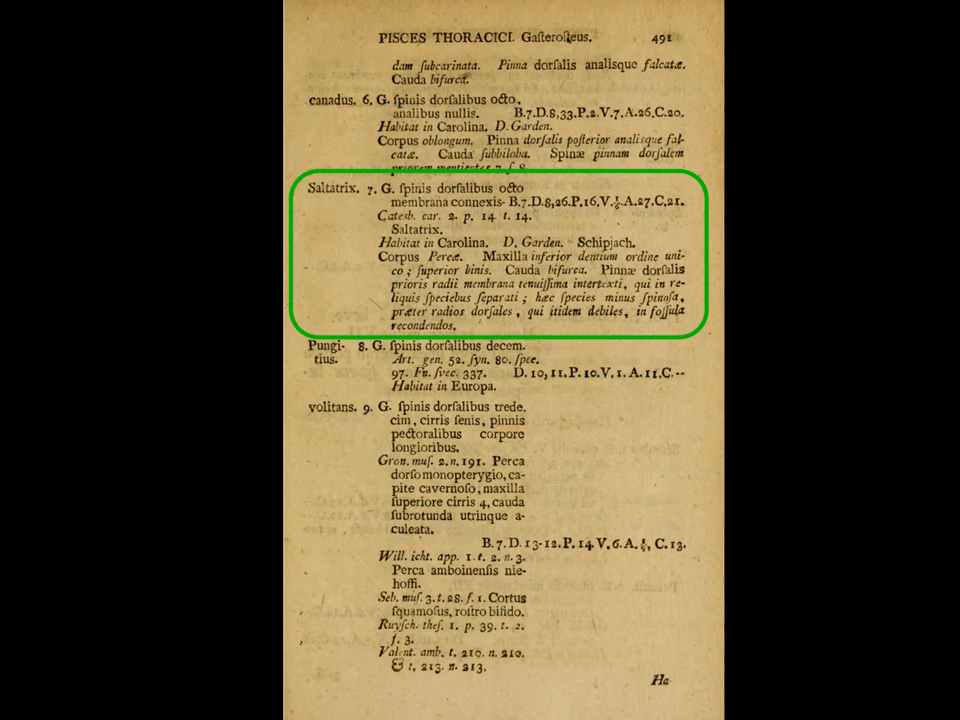 PISCES THORACICI. Gaſteroſteus. 491
dam ſubcarinata. Pinna dorſalis analisque falcatæ.
Cauda bifurca.
canadus. 6. G. ſpinis dorſalibus octo,
analibus nullis. B.7.D.8,33.P.2.V.7.A.26.C.20.
Habitat in Carolina. D. Garden.
Corpus oblongum. Pinna dorſalis poſterior analisque fal-
catæ. Cauda ſubbiloba. Spinæ pinnam dorſalem
priorem mentientes 7 ſ. 8.
Saltatrix. 7. G. ſpinis dorſalibus octo
membrana connexis- B.7.D.8,26.P.16.V.⅙.A.27.C.21.
Catesb. car. 2. p. 14 t. 14.
Saltatrix.
Habitat in Carolina. D. Garden. Schipjach.
Corpus Percæ. Maxilla inferior dentium ordine uni-
co; ſuperior binis. Cauda bifurca. Pinnæ dorſalis
prioris radii membrana tenuiſſima intertexti, qui in re-
liquis ſpeciebus ſeparati; hæc ſpecies minus ſpinoſa,
præter radios dorſales, qui itidem debiles, in foſſula
recondendos.
Pungi- 8. G. ſpinis dorſalibus decem.
tius. Art. gen. 52. ſyn. 80. ſpec.
97. Fn. ſvec. 337. D. 10, 11. P. 10. V. 1. A. 11. C.--
Habitat in Europa.
volitans. 9. G. ſpinis dorſalibus trede.
cim, cirris ſenis, pinnis
pectoralibus corpore
longioribus.
Gron. muſ. 2. n. 191. Perca
dorſo monopterygio, ca-
pite cavernoſo, maxilla
ſuperiore cirris 4, cauda
ſubrotunda utrinque a-
culeata.
B.7.D.13-12.P.14.V.6.A.⅓, C.13.
Will. icht. app. 1. t. 2. n. 3.
Perca amboinenſis nie-
hoffi.
Seb. muſ. 3. t. 28. f. 1. Cortus
ſquamoſus, roſtro bifido.
Ruyſch. theſ. 1. p. 39. t. 2.
f. 3.
Valent. amb. t. 210. n. 210.
& t. 213. n. 213.
Ha